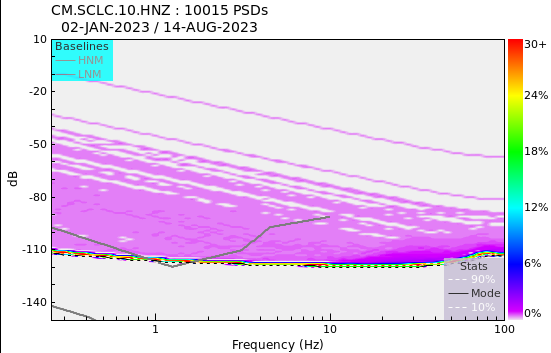 CM.SCLC.10.HNZ : 10015 PSDs
02-JAN-2023 / 14-AUG-2023
10
-20
-50
-80
-110
-140
dB
Baselines
HNM
LNM
Stats
90%
Mode
10%
1
10
100
Frequency (Hz)
30+
24%
18%
12%
6%
0%